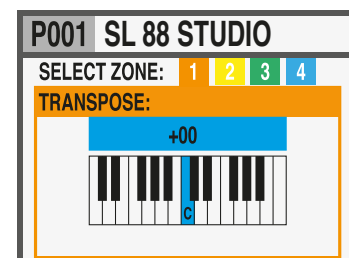 P001 SL 88 STUDIO
SELECT ZONE: 1 2 3 4
TRANSPOSE:
+00
C